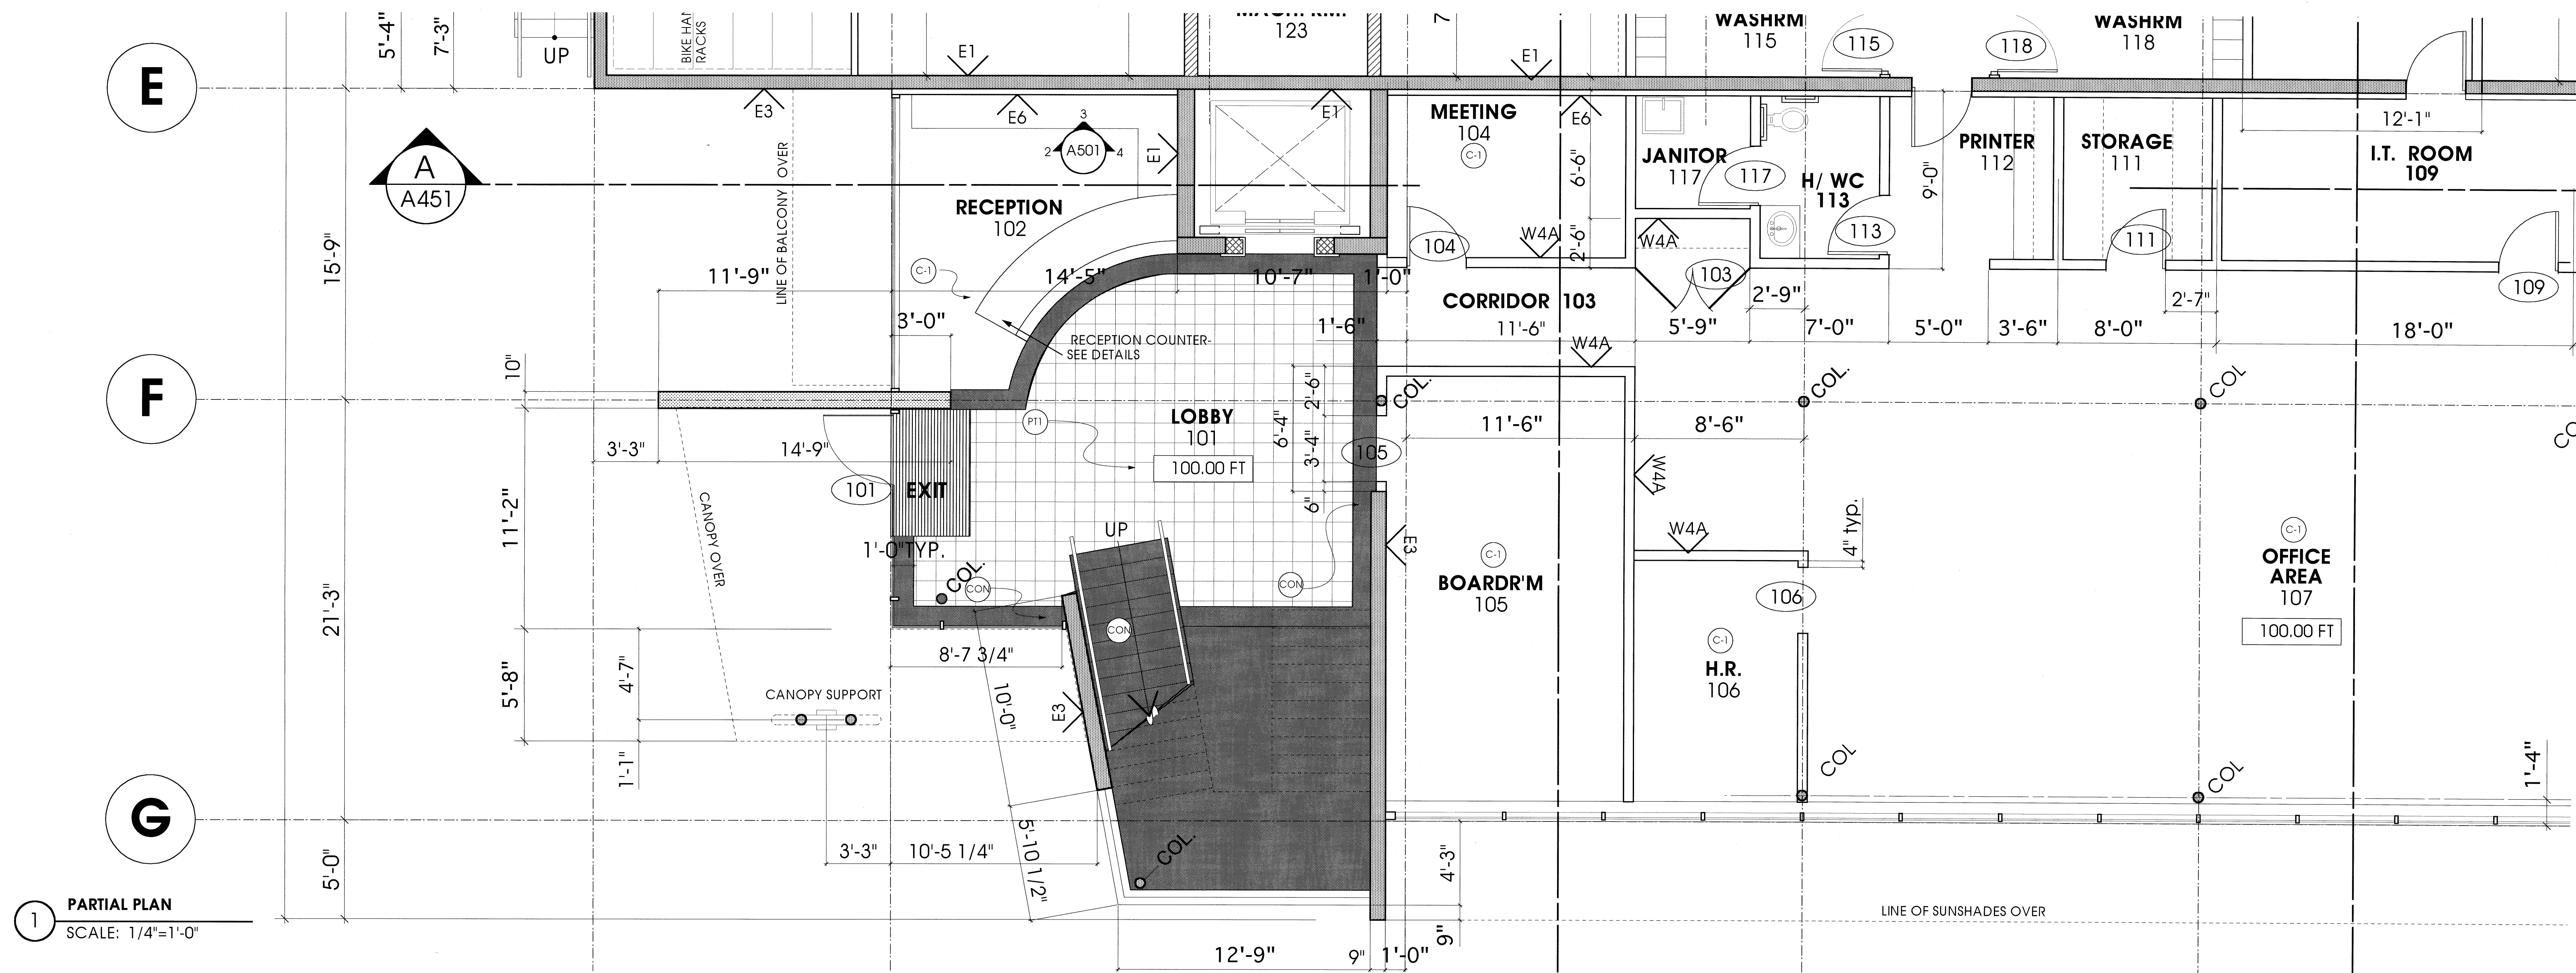 5'-4"
7'-3"
UP
BIKE HAN
RACKS
123
WASHRM
115
115
118
WASHRM
118
E
E1
E1
E3
E6
E1
E6
MEETING
104
C-1
3
2
A501
4
E1
JANITOR
117
117
H/ WC
113
113
9'-0"
PRINTER
112
STORAGE
111
111
12'-1"
I.T. ROOM
109
109
A
A451
LINE OF BALCONY OVER
RECEPTION
102
6'-6"
2'-6"
W4A
W4A
104
103
15'-9"
11'-9"
C-1
14'-5"
10'-7"
1'-0"
CORRIDOR 103
2'-9"
2'-7"
3'-0"
1'-6"
11'-6"
5'-9"
7'-0"
5'-0"
3'-6"
8'-0"
18'-0"
RECEPTION COUNTER-
SEE DETAILS
W4A
10"
F
COL.
COL.
COL
2'-6"
6'-4"
3'-4"
6"
PT1
LOBBY
101
100.00 FT
105
11'-6"
8'-6"
3'-3"
14'-9"
101
EXIT
W4A
11'-2"
CANOPY OVER
UP
1'-0"TYP.
COL.
CON
CON
CON
E3
W4A
4" typ.
C-1
BOARDR'M
105
106
C-1
OFFICE
AREA
107
100.00 FT
21'-3"
8'-7 3/4"
C-1
H.R.
106
5'-8"
4'-7"
CANOPY SUPPORT
10'-0"
E3
1'-1"
COL
COL
1'-4"
G
3'-3"
10'-5 1/4"
5'-10 1/2"
COL.
4'-3"
5'-0"
1
PARTIAL PLAN
SCALE: 1/4"=1'-0"
LINE OF SUNSHADES OVER
9"
12'-9"
9"
1'-0"